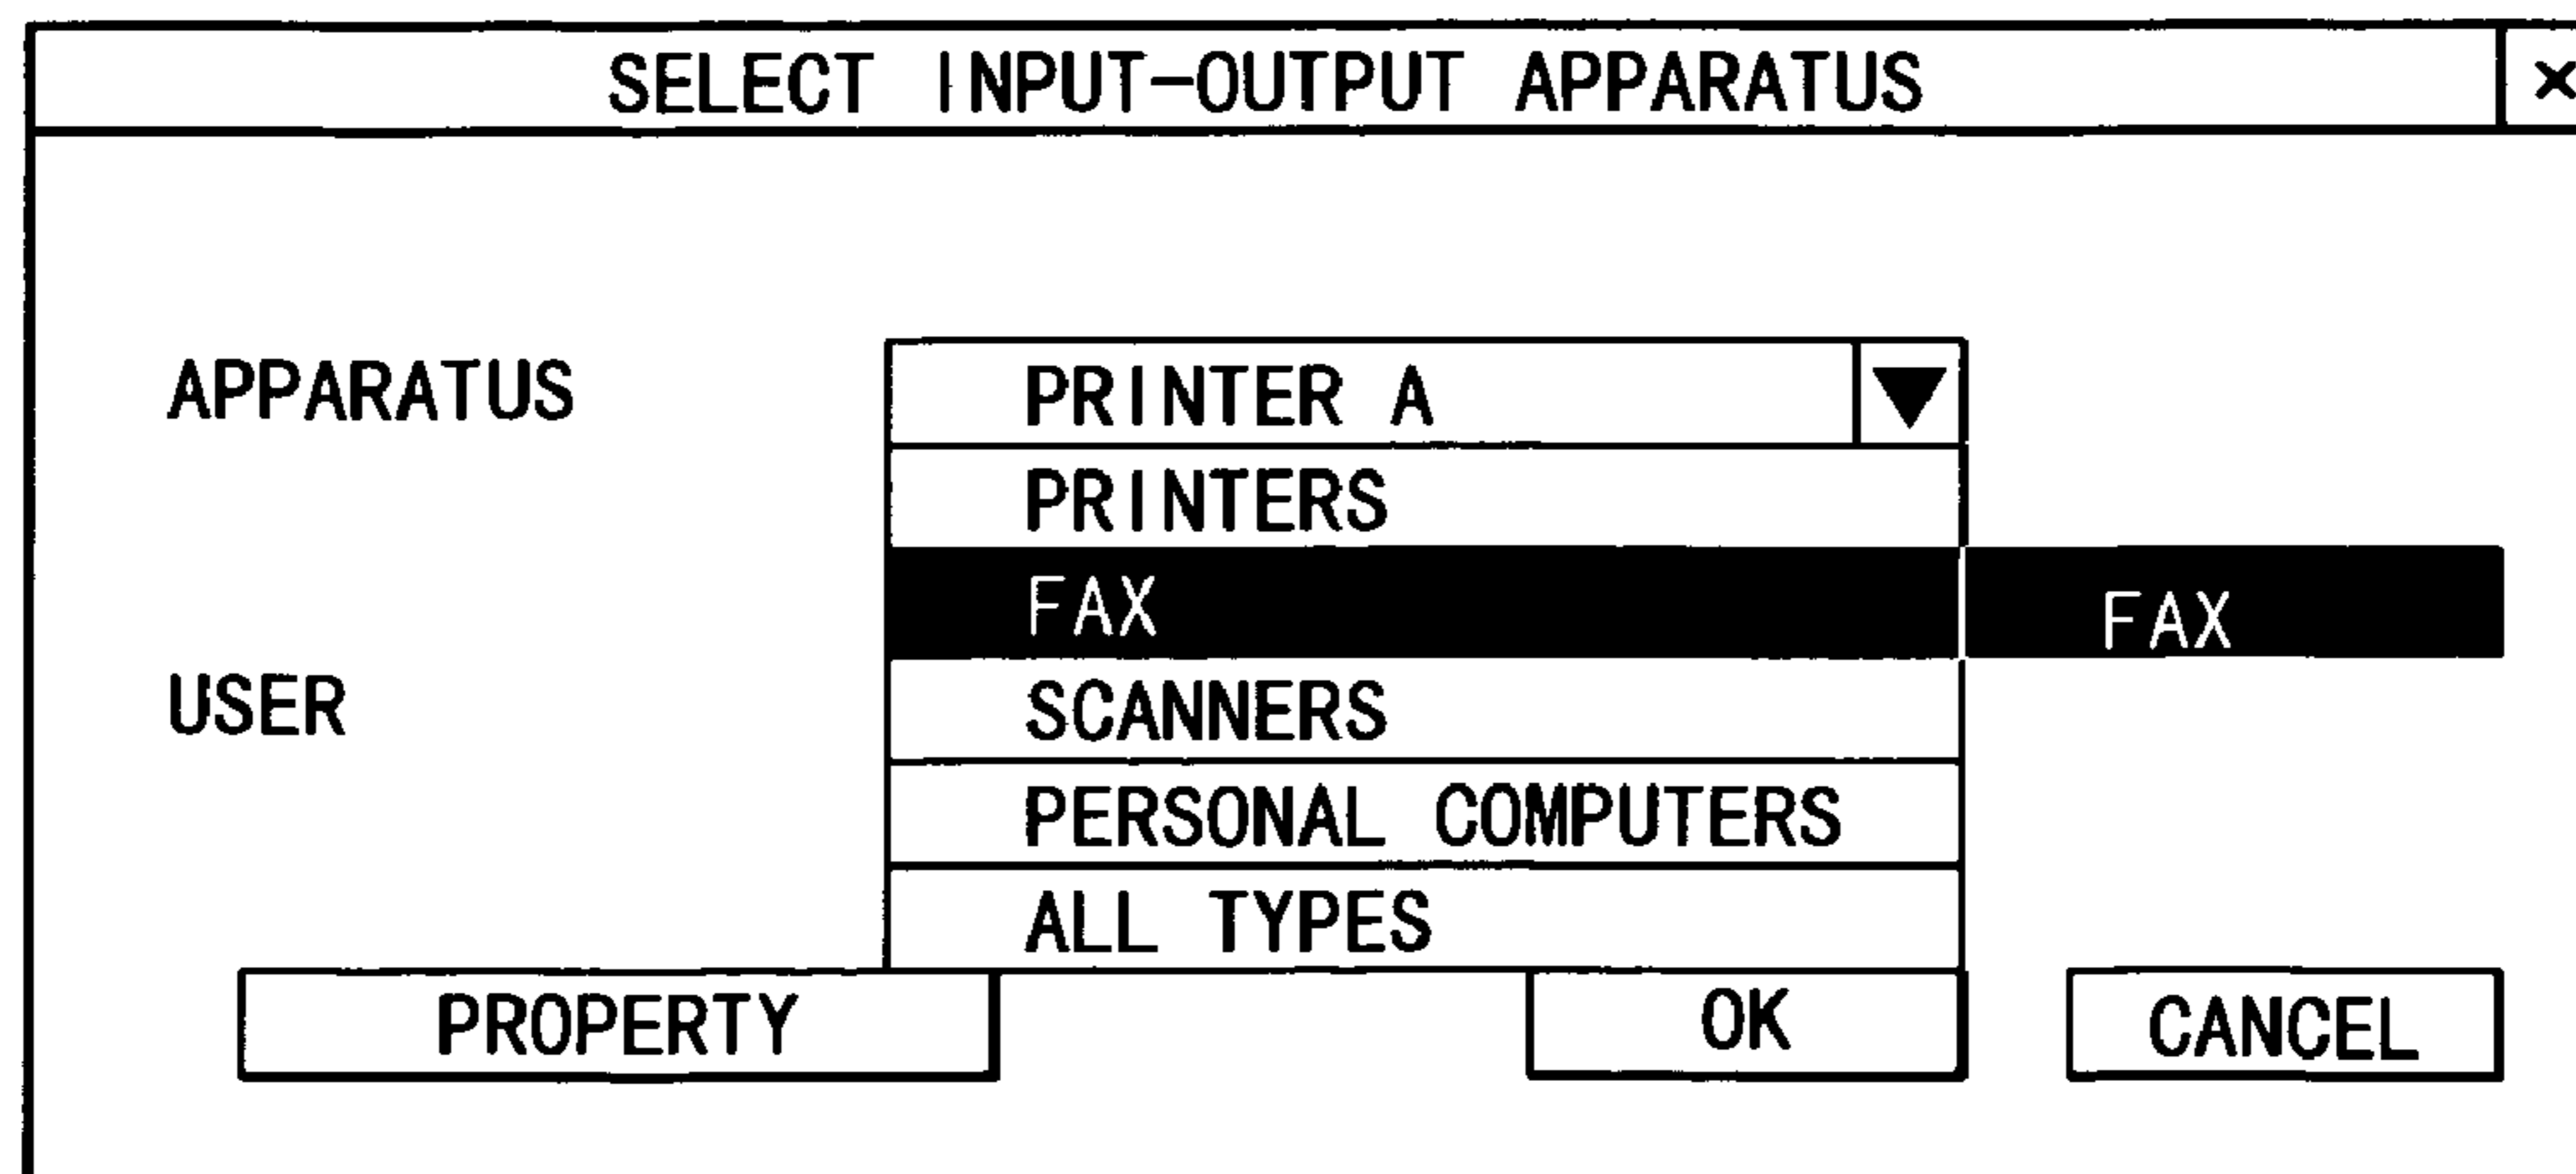 SELECT INPUT-OUTPUT APPARATUS ×
APPARATUS PRINTER A ▼
PRINTERS
FAX FAX
USER SCANNERS
PERSONAL COMPUTERS
ALL TYPES
PROPERTY OK CANCEL